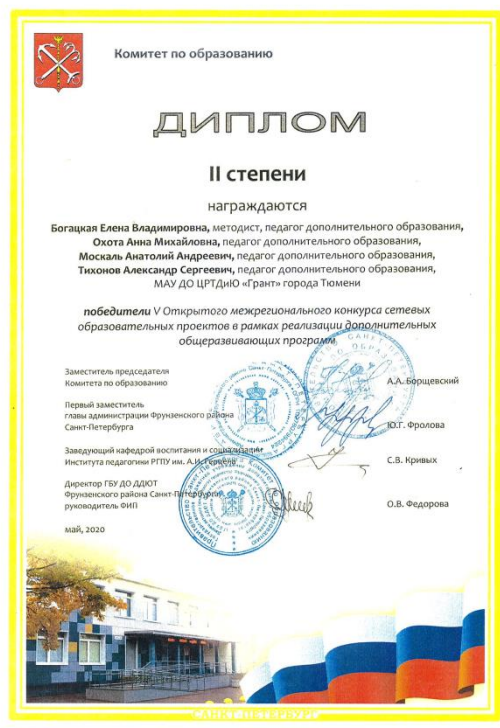 Комитет по образованию
ДИПЛОМ
II степени
награждаются
Богацкая Елена Владимировна, методист, педагог дополнительного образования,
Охота Анна Михайловна, педагог дополнительного образования,
Москаль Анатолий Андреевич, педагог дополнительного образования,
Тихонов Александр Сергеевич, педагог дополнительного образования,
МАУ ДО ЦРТДиЮ «Грант» города Тюмени
победители V Открытого межрегионального конкурса сетевых
образовательных проектов в рамках реализации дополнительных
общеразвивающих программ
Заместитель председателя
Комитета по образованию
А.А. Борщевский
Первый заместитель
главы администрации Фрунзенского района
Санкт-Петербурга
Ю.Г. Фролова
Заведующий кафедрой воспитания и социализации
Института педагогики РГПУ им. А.И. Герцена
С.В. Кривых
Директор ГБУ ДО ДДЮТ
Фрунзенского района Санкт-Петербурга,
руководитель ФИП
О.В. Федорова
май, 2020
САНКТ-ПЕТЕРБУРГ